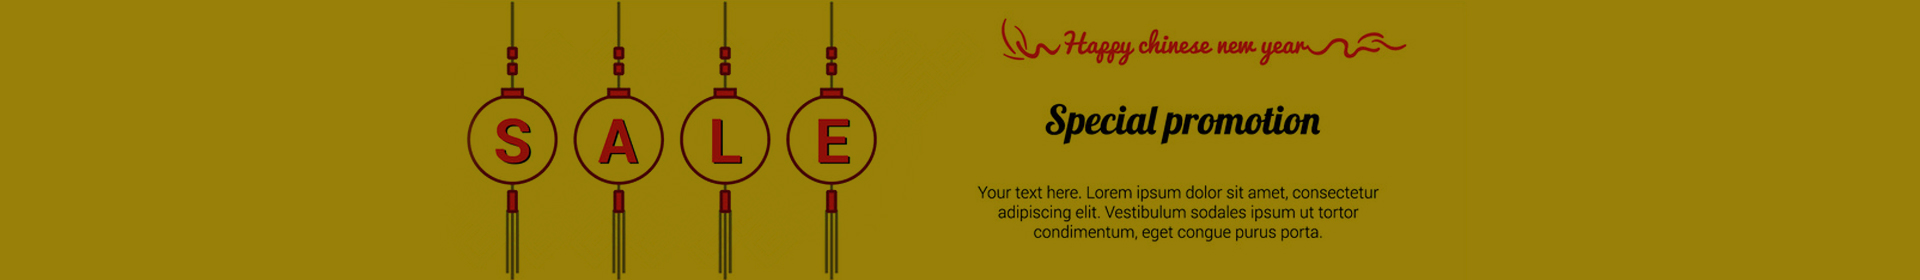 SALE
Happy chinese new year
Special promotion
Your text here. Lorem ipsum dolor sit amet, consectetur
adipiscing elit. Vestibulum sodales ipsum ut tortor
condimentum, eget congue purus porta.